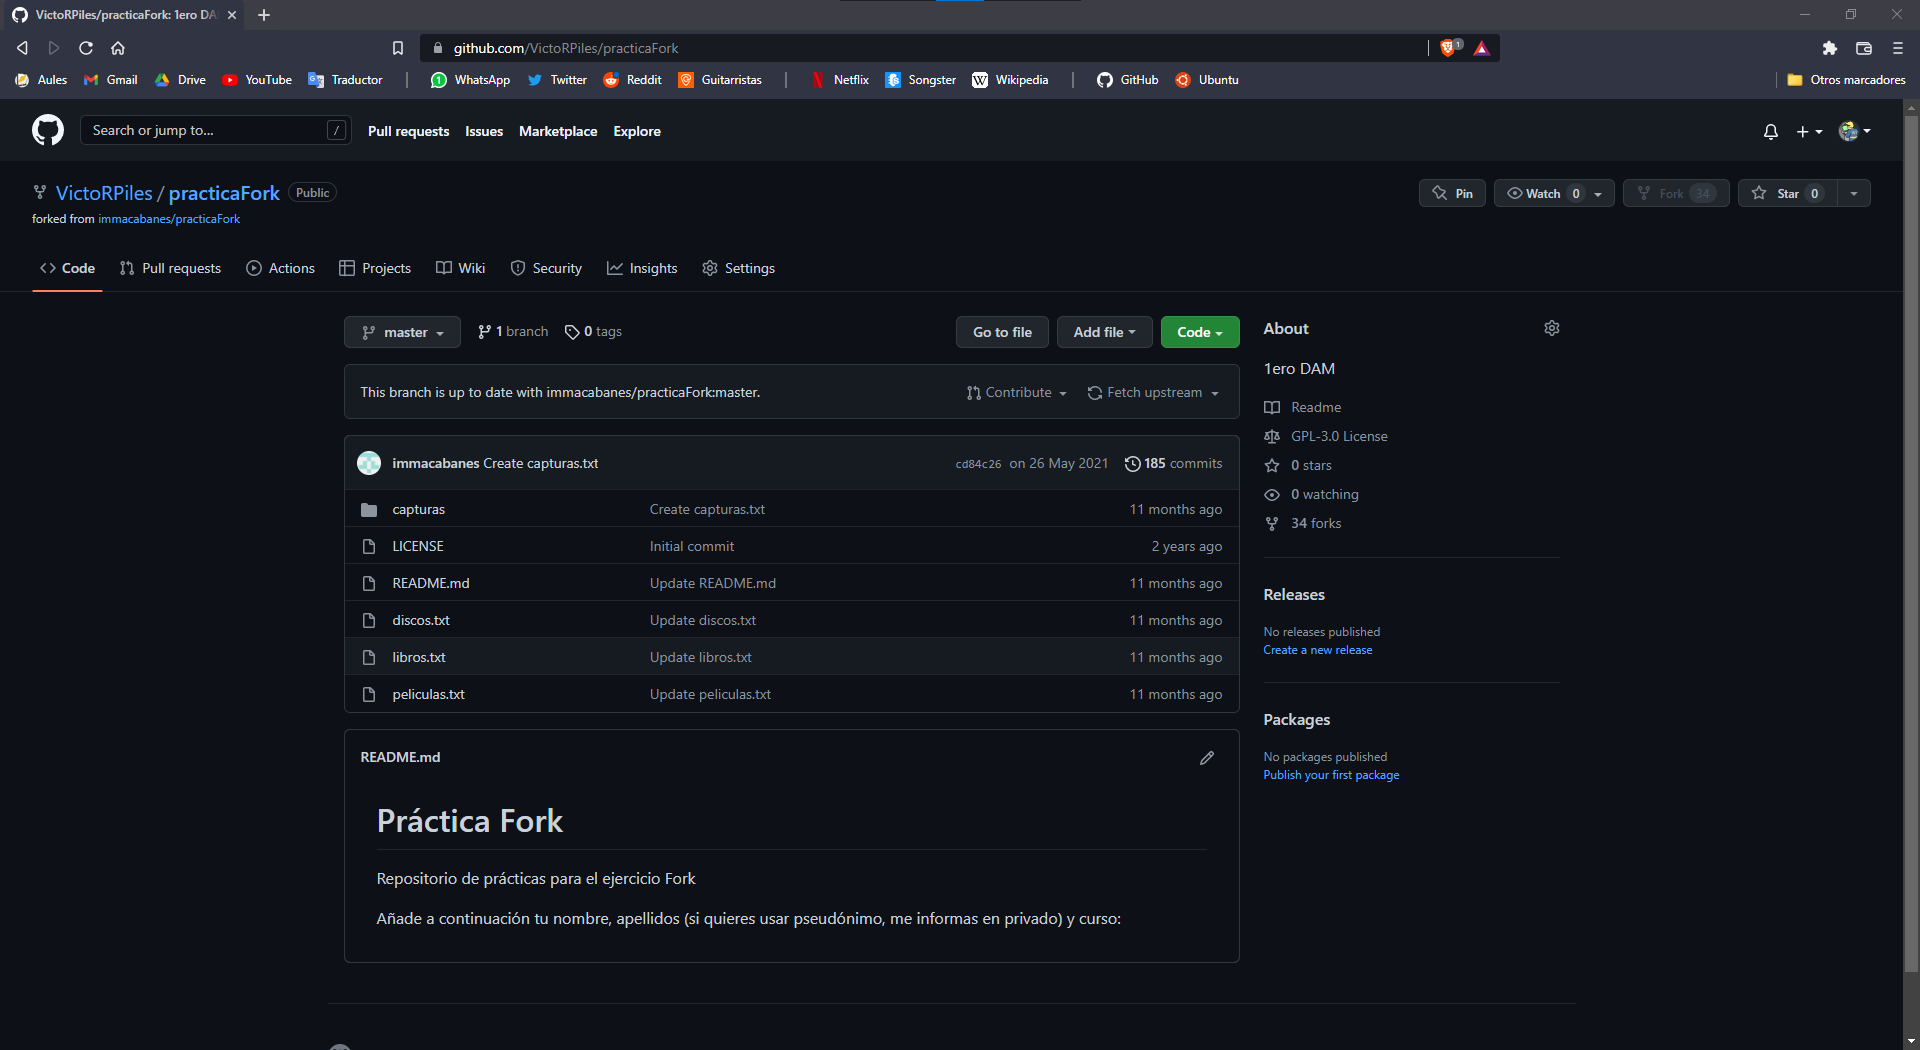 VictoRPiles/practicaFork: 1ero DA
github.com/VictoRPiles/practicaFork
1
Aules Gmail Drive YouTube Traductor | WhatsApp Twitter Reddit Guitarristas | Netflix Songster Wikipedia | GitHub Ubuntu Otros marcadores
Search or jump to... / Pull requests Issues Marketplace Explore
VictoRPiles / practicaFork Public
Pin Watch 0 Fork 34 Star 0
forked from immacabanes/practicaFork
Code Pull requests Actions Projects Wiki Security Insights Settings
master 1 branch 0 tags Go to file Add file Code
This branch is up to date with immacabanes/practicaFork:master. Contribute Fetch upstream
immacabanes Create capturas.txt cd84c26 on 26 May 2021 185 commits
capturas Create capturas.txt 11 months ago
LICENSE Initial commit 2 years ago
README.md Update README.md 11 months ago
discos.txt Update discos.txt 11 months ago
libros.txt Update libros.txt 11 months ago
peliculas.txt Update peliculas.txt 11 months ago
README.md
Práctica Fork
Repositorio de prácticas para el ejercicio Fork
Añade a continuación tu nombre, apellidos (si quieres usar pseudónimo, me informas en privado) y curso:
About
1ero DAM
Readme
GPL-3.0 License
0 stars
0 watching
34 forks
Releases
No releases published
Create a new release
Packages
No packages published
Publish your first package